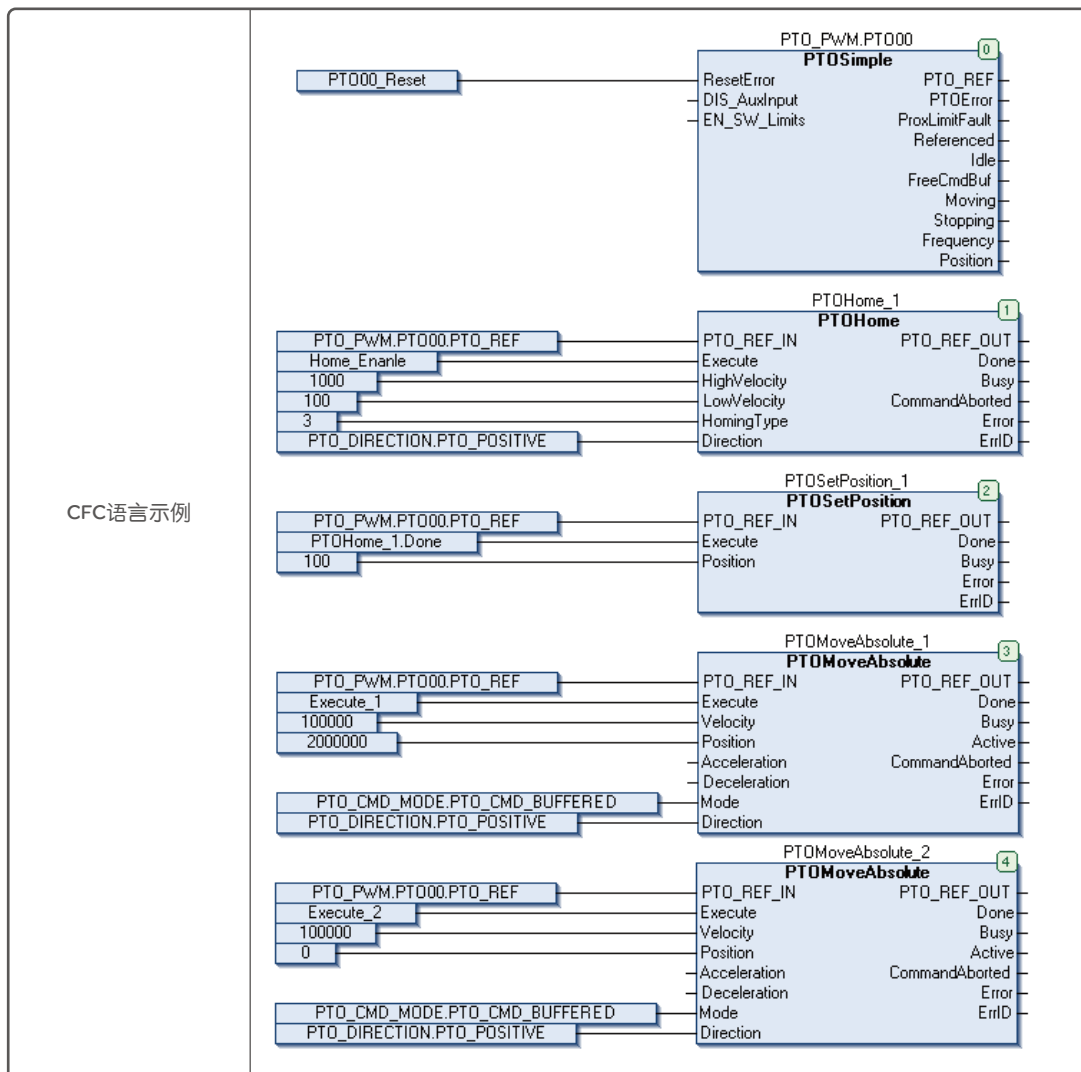 CFC语言示例
PTO_PWM.PTO00
0
PTOSimple
PTO00_Reset
ResetError
PTO_REF
DIS_AuxInput
PTOError
EN_SW_Limits
ProxLimitFault
Referenced
Idle
FreeCmdBuf
Moving
Stopping
Frequency
Position
PTOHome_1
1
PTOHome
PTO_PWM.PTO00.PTO_REF
PTO_REF_IN
PTO_REF_OUT
Home_Enanle
Execute
Done
1000
HighVelocity
Busy
100
LowVelocity
CommandAborted
3
HomingType
Error
PTO_DIRECTION.PTO_POSITIVE
Direction
ErrID
PTOSetPosition_1
2
PTOSetPosition
PTO_PWM.PTO00.PTO_REF
PTO_REF_IN
PTO_REF_OUT
PTOHome_1.Done
Execute
Done
100
Position
Busy
Error
ErrID
PTOMoveAbsolute_1
3
PTOMoveAbsolute
PTO_PWM.PTO00.PTO_REF
PTO_REF_IN
PTO_REF_OUT
Execute_1
Execute
Done
100000
Velocity
Busy
2000000
Position
Active
Acceleration
CommandAborted
Deceleration
Error
PTO_CMD_MODE.PTO_CMD_BUFFERED
Mode
ErrID
PTO_DIRECTION.PTO_POSITIVE
Direction
PTOMoveAbsolute_2
4
PTOMoveAbsolute
PTO_PWM.PTO00.PTO_REF
PTO_REF_IN
PTO_REF_OUT
Execute_2
Execute
Done
100000
Velocity
Busy
0
Position
Active
Acceleration
CommandAborted
Deceleration
Error
PTO_CMD_MODE.PTO_CMD_BUFFERED
Mode
ErrID
PTO_DIRECTION.PTO_POSITIVE
Direction